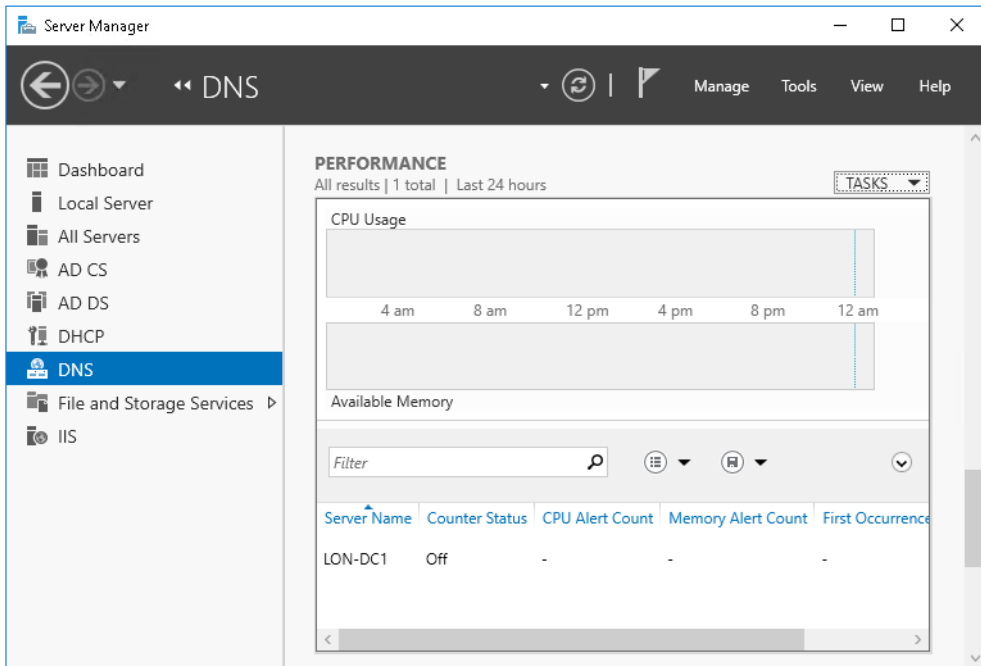 Server Manager
DNS
Manage Tools View Help
Dashboard
Local Server
All Servers
AD CS
AD DS
DHCP
DNS
File and Storage Services
IIS
PERFORMANCE
All results | 1 total | Last 24 hours
TASKS
CPU Usage
4 am 8 am 12 pm 4 pm 8 pm 12 am
Available Memory
Filter
Server Name Counter Status CPU Alert Count Memory Alert Count First Occurrence
LON-DC1 Off - - -